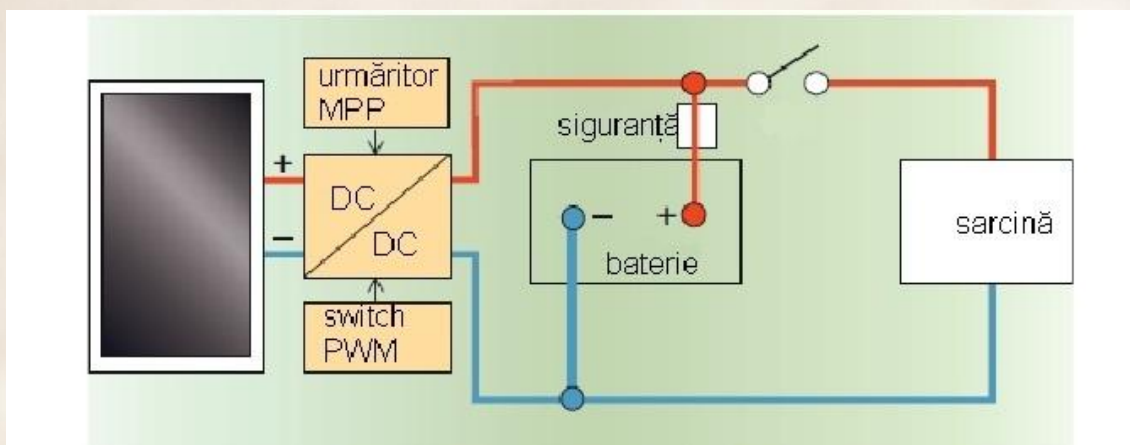 urmăritor
MPP
siguranță
+
DC
DC
−
− +
baterie
sarcină
switch
PWM